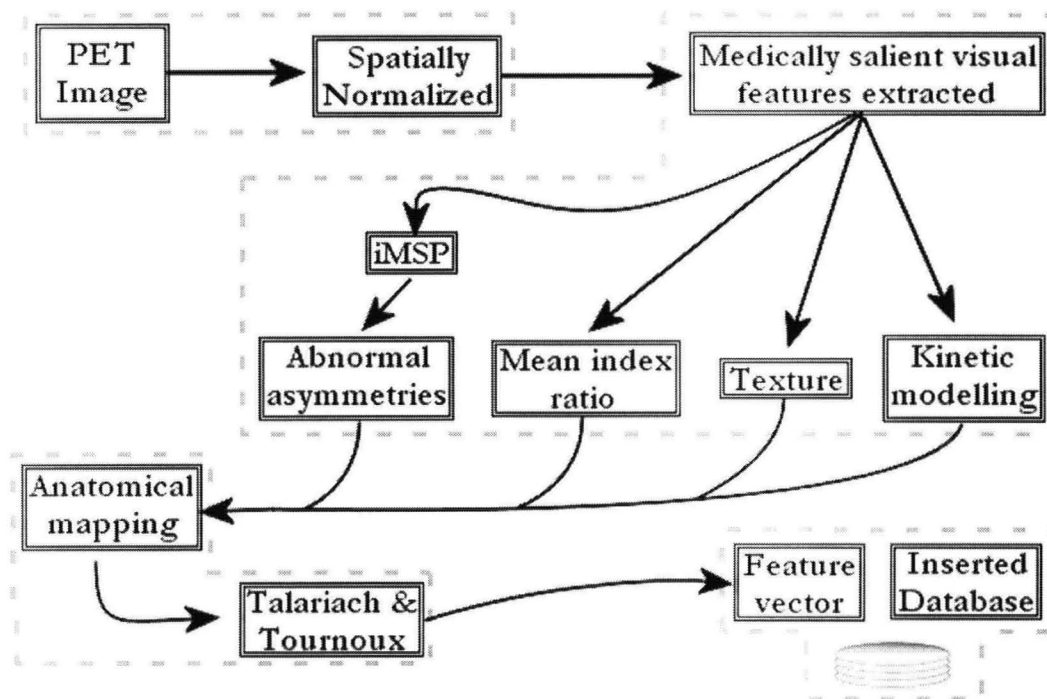 PET
Image
Spatially
Normalized
Medically salient visual
features extracted
iMSP
Abnormal
asymmetries
Mean index
ratio
Texture
Kinetic
modelling
Anatomical
mapping
Talariach &
Tournoux
Feature
vector
Inserted
Database